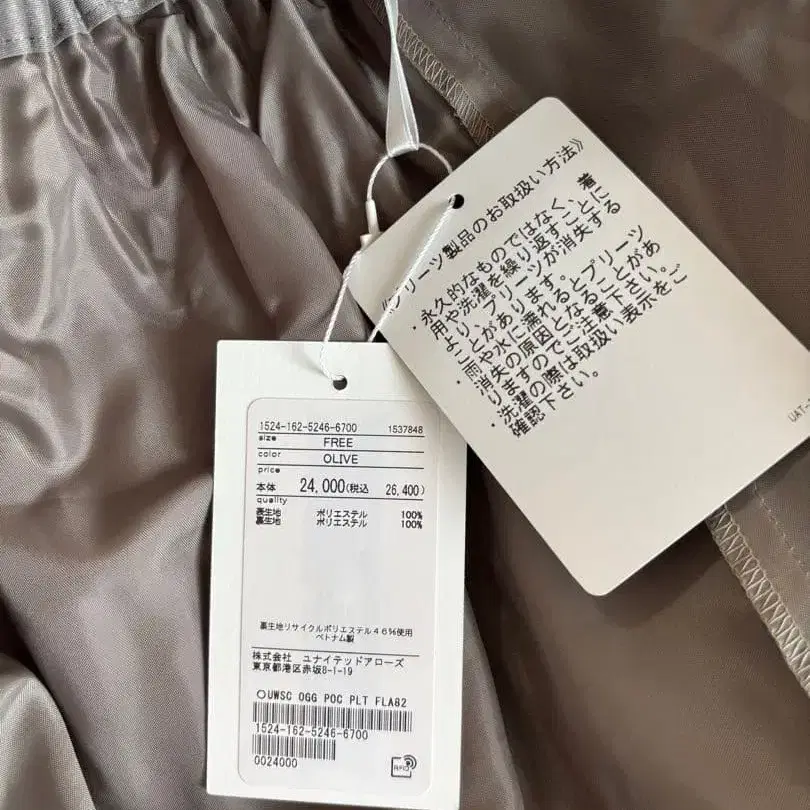 《プリーツ製品のお取扱い方法》
・永久的なものではなく、着
用や洗濯を繰り返すことに
より、プリーツが消失する
ことがあります。
・雨や水に濡れるとプリーツ
消失の原因となることがあ
りますのでご注意下さい。
・洗濯の際は取扱い表示をご
確認下さい。
1524-162-5246-6700 1537848
size FREE
color OLIVE
price
本体 24,000(税込 26,400)
quality
表生地 ポリエステル 100%
裏生地 ポリエステル 100%
裏生地リサイクルポリエステル46%使用
ベトナム製
株式会社 ユナイテッドアローズ
東京都港区赤坂8-1-19
○UWSC OGG POC PLT FLA82
1524-162-5246-6700
0024000
RFID